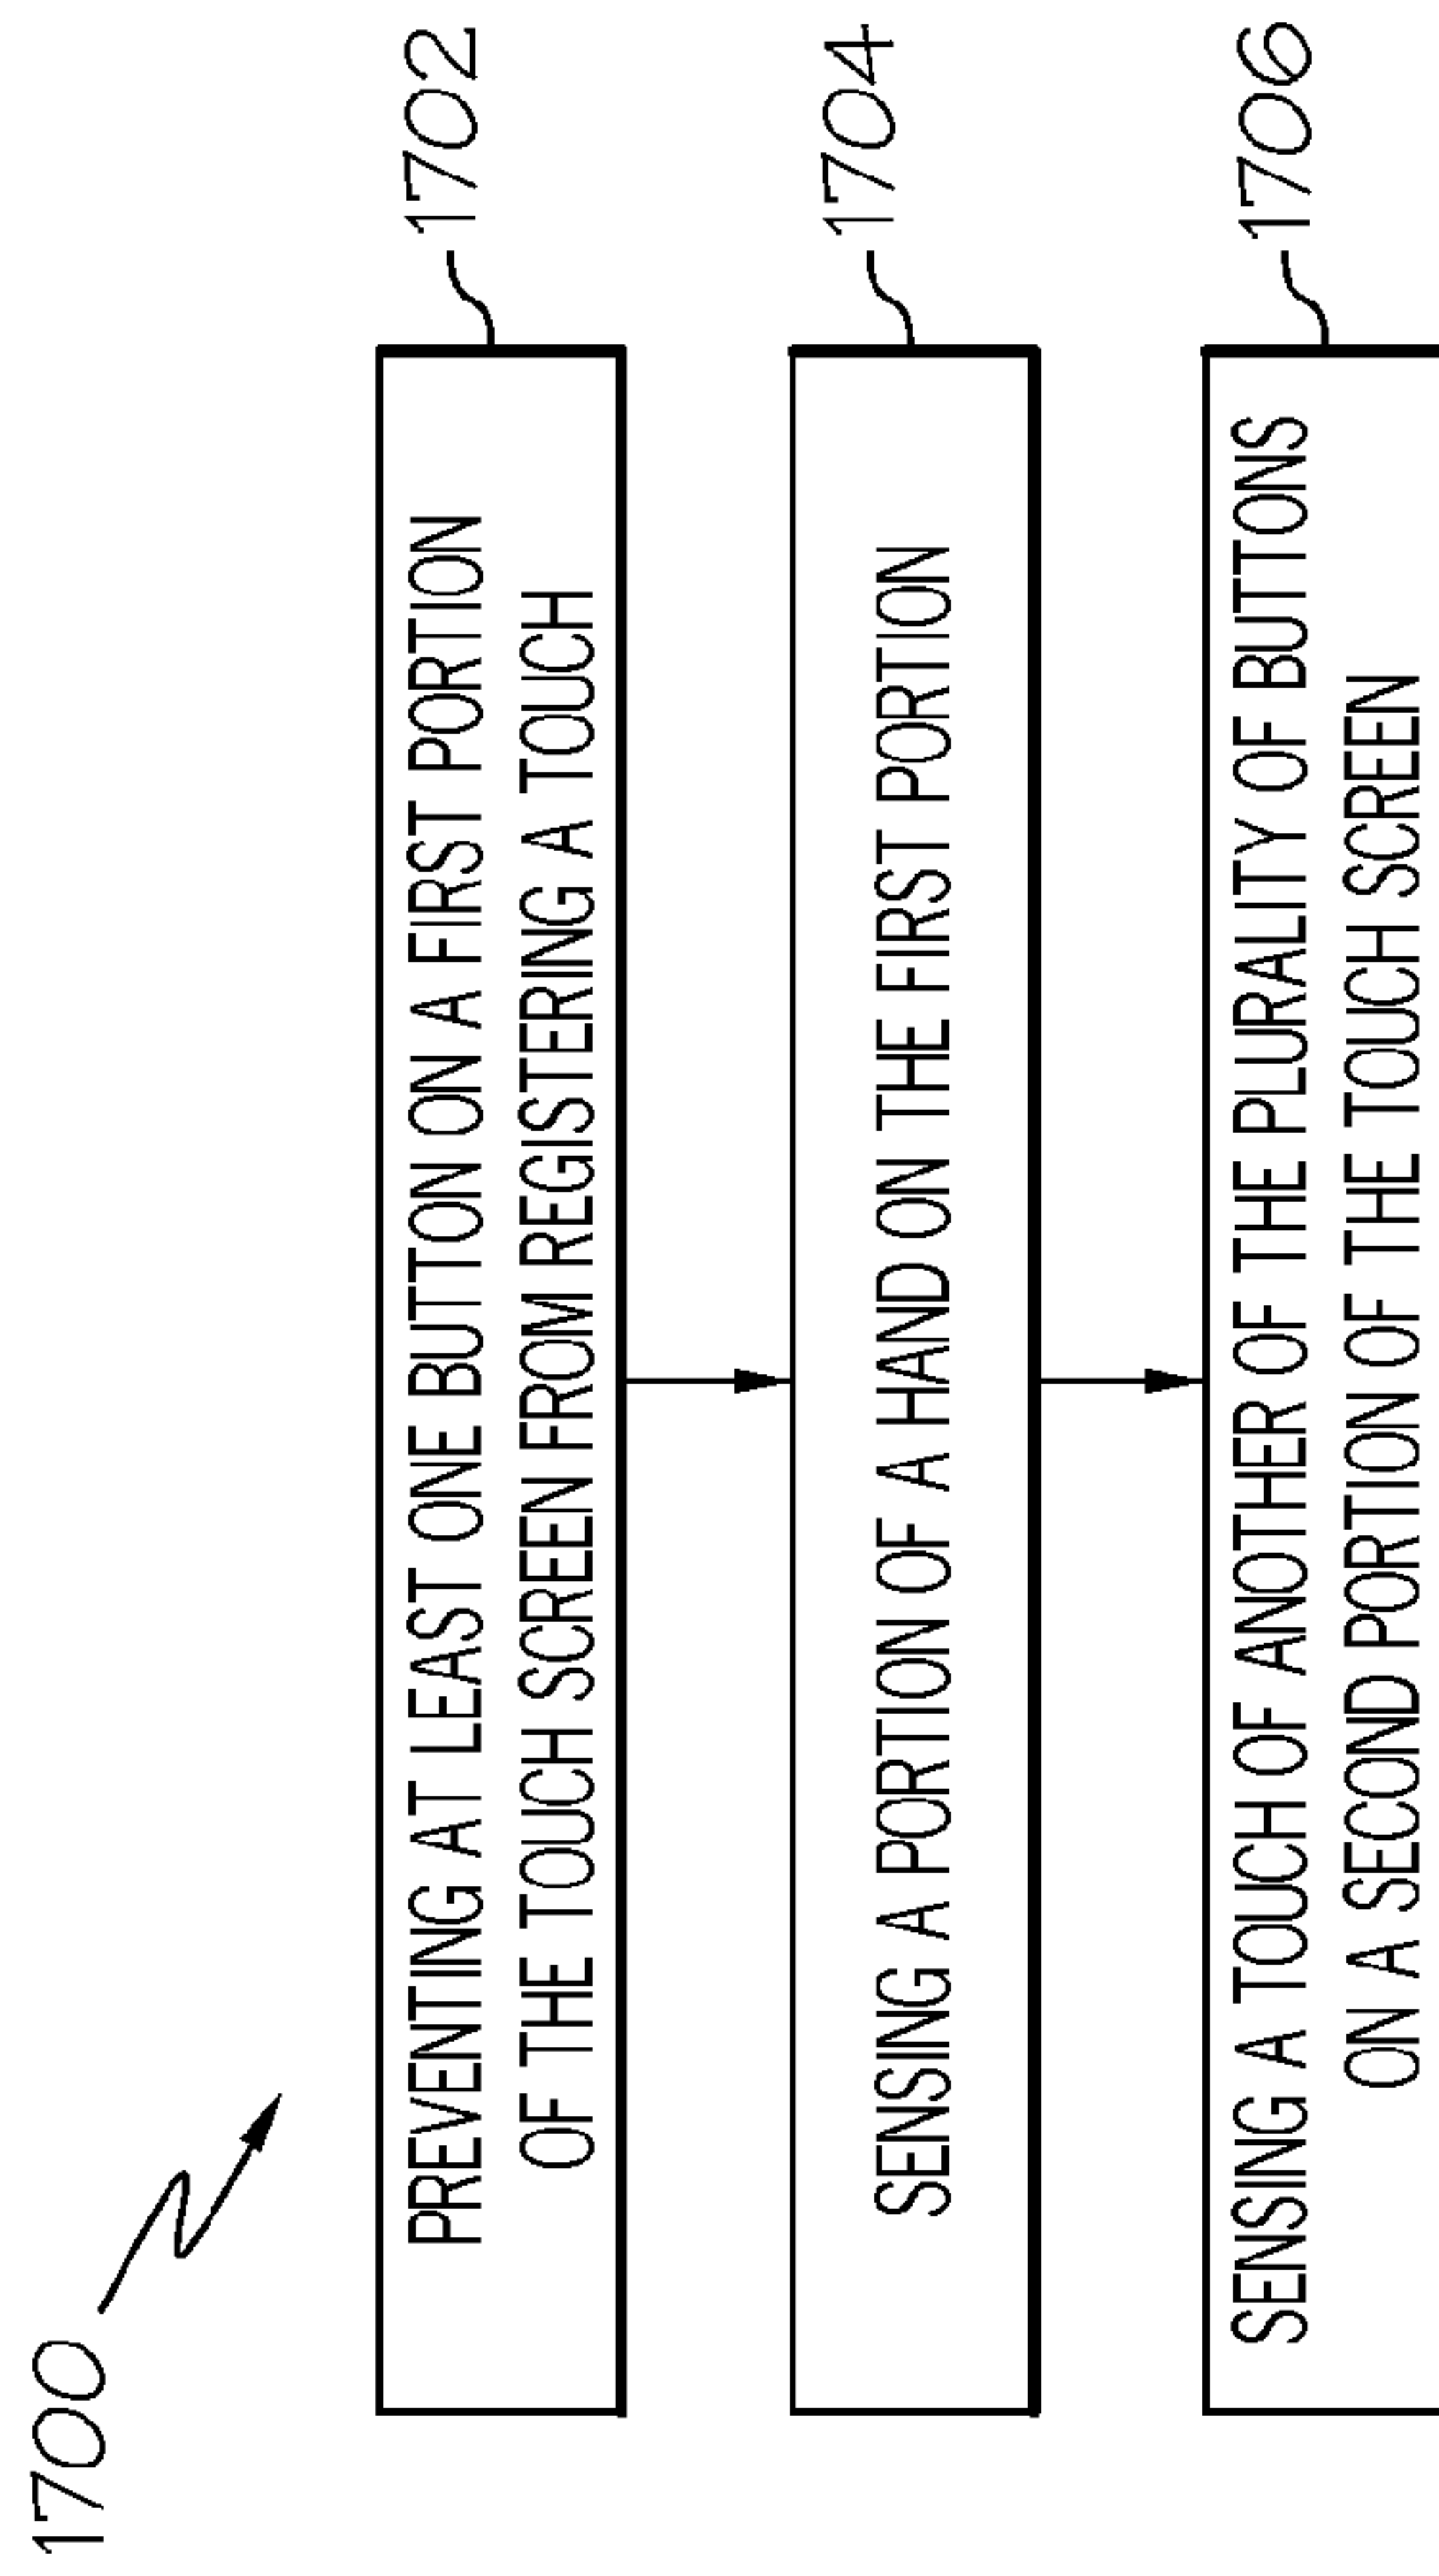 1700
PREVENTING AT LEAST ONE BUTTON ON A FIRST PORTION
OF THE TOUCH SCREEN FROM REGISTERING A TOUCH
1702
SENSING A PORTION OF A HAND ON THE FIRST PORTION
1704
SENSING A TOUCH OF ANOTHER OF THE PLURALITY OF BUTTONS
ON A SECOND PORTION OF THE TOUCH SCREEN
1706